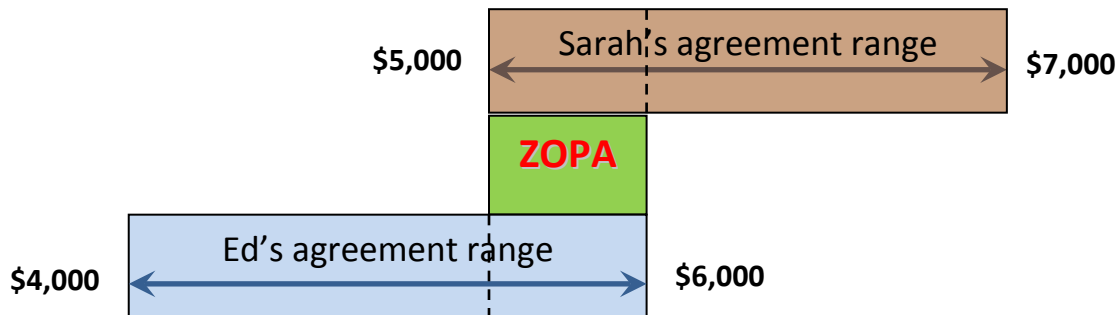 Sarah’s agreement range
$5,000
$7,000
ZOPA
Ed’s agreement range
$4,000
$6,000